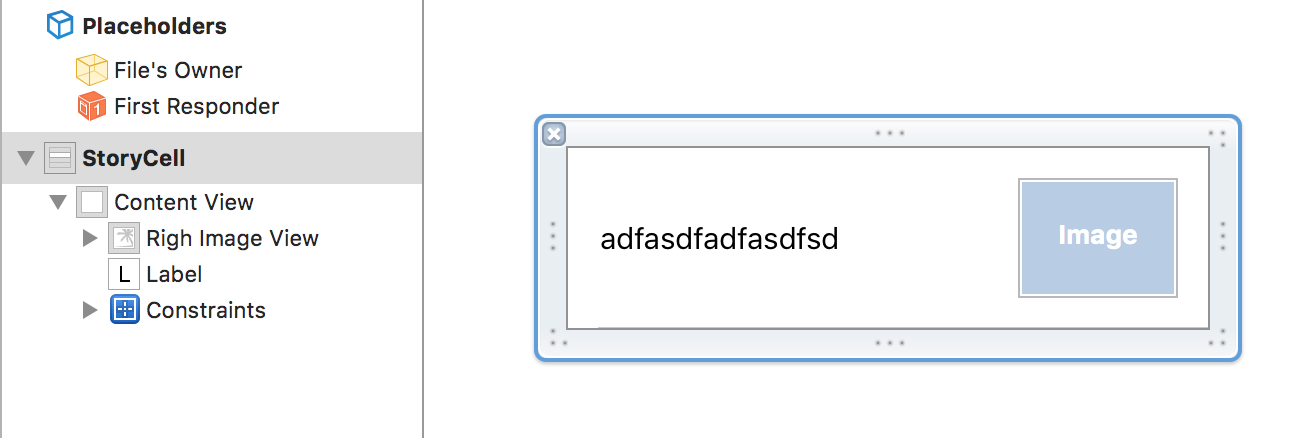 Placeholders
File's Owner
First Responder
StoryCell
Content View
Righ Image View
L Label
Constraints
adfasdfadfasdfsd
Image